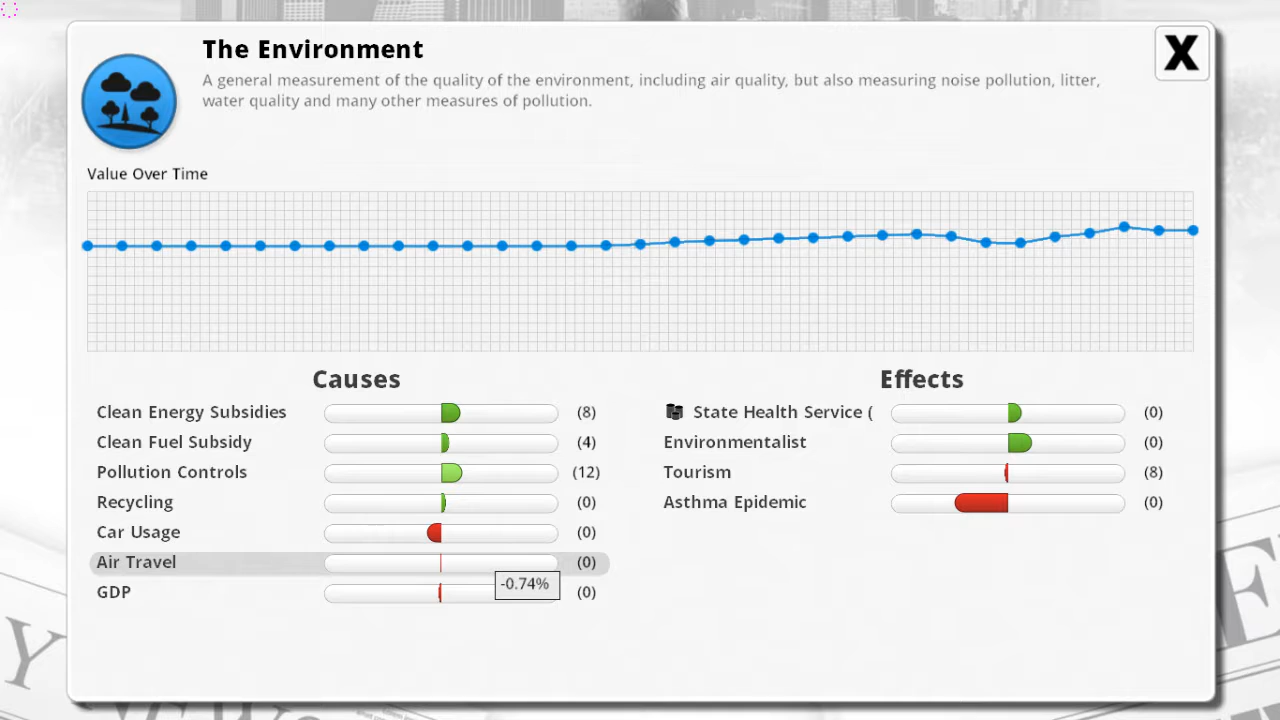 The Environment
X
A general measurement of the quality of the environment, including air quality, but also measuring noise pollution, litter,
water quality and many other measures of pollution.
Value Over Time
Causes
Effects
Clean Energy Subsidies (8)
State Health Service ( (0)
Clean Fuel Subsidy (4)
Environmentalist (0)
Pollution Controls (12)
Tourism (8)
Recycling (0)
Asthma Epidemic (0)
Car Usage (0)
Air Travel (0)
-0.74%
GDP (0)